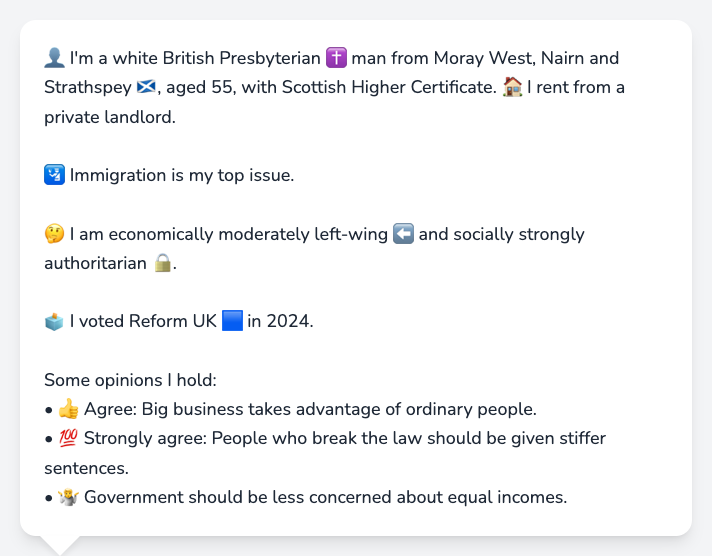 👤 I'm a white British Presbyterian ✝️ man from Moray West, Nairn and
Strathspey 🏴󠁧󠁢󠁳󠁣󠁴󠁿, aged 55, with Scottish Higher Certificate. 🏠 I rent from a
private landlord.
🛂 Immigration is my top issue.
🤔 I am economically moderately left-wing ⬅️ and socially strongly
authoritarian 🔒.
🗳️ I voted Reform UK 🟦 in 2024.
Some opinions I hold:
• 👍 Agree: Big business takes advantage of ordinary people.
• 💯 Strongly agree: People who break the law should be given stiffer
sentences.
• 🤷 Government should be less concerned about equal incomes.